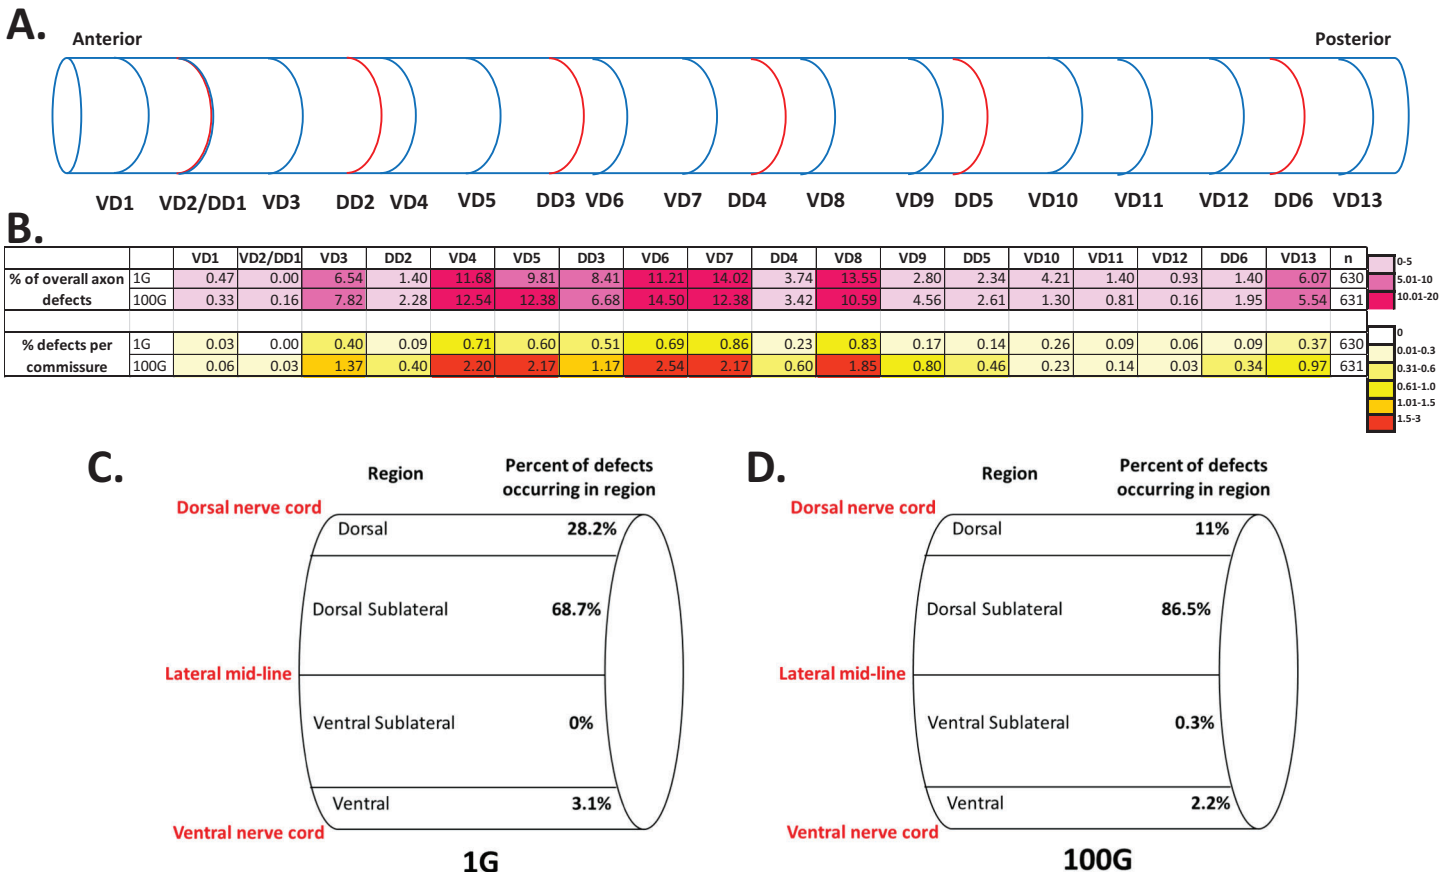 A.
Anterior
Posterior
VD1 VD2/DD1 VD3 DD2 VD4 VD5 DD3 VD6 VD7 DD4 VD8 VD9 DD5 VD10 VD11 VD12 DD6 VD13
B.
VD1 VD2/DD1 VD3 DD2 VD4 VD5 DD3 VD6 VD7 DD4 VD8 VD9 DD5 VD10 VD11 VD12 DD6 VD13 n
% of overall axon defects
1G 0.47 0.00 6.54 1.40 11.68 9.81 8.41 11.21 14.02 3.74 13.55 2.80 2.34 4.21 1.40 0.93 1.40 6.07 630
100G 0.33 0.16 7.82 2.28 12.54 12.38 6.68 14.50 12.38 3.42 10.59 4.56 2.61 1.30 0.81 0.16 1.95 5.54 631
0-5
5.01-10
10.01-20
% defects per commissure
1G 0.03 0.00 0.40 0.09 0.71 0.60 0.51 0.69 0.86 0.23 0.83 0.17 0.14 0.26 0.09 0.06 0.09 0.37 630
100G 0.06 0.03 1.37 0.40 2.20 2.17 1.17 2.54 2.17 0.60 1.85 0.80 0.46 0.23 0.14 0.03 0.34 0.97 631
0
0.01-0.3
0.31-0.6
0.61-1.0
1.01-1.5
1.5-3
C.
Region
Percent of defects
occurring in region
Dorsal nerve cord
Dorsal 28.2%
Dorsal Sublateral 68.7%
Lateral mid-line
Ventral Sublateral 0%
Ventral 3.1%
Ventral nerve cord
1G
D.
Region
Percent of defects
occurring in region
Dorsal nerve cord
Dorsal 11%
Dorsal Sublateral 86.5%
Lateral mid-line
Ventral Sublateral 0.3%
Ventral 2.2%
Ventral nerve cord
100G